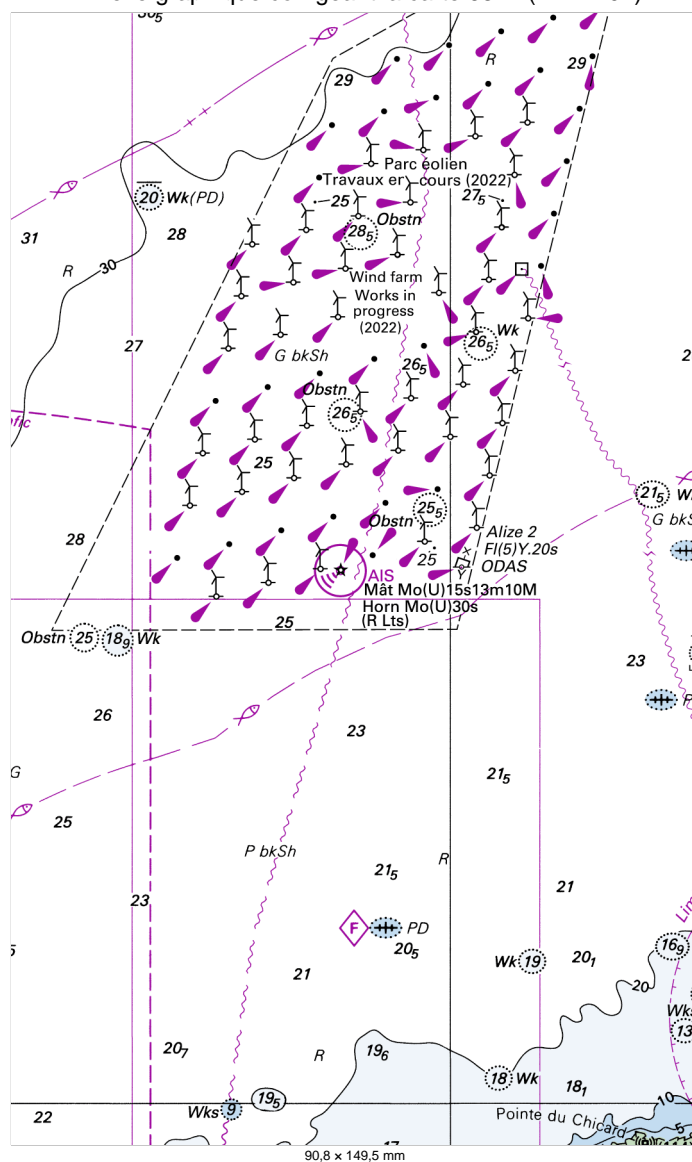 30₅
29
R
29
Parc éolien
Travaux en cours (2022)
20 Wk(PD)
25
27₅
Obstn
28₅
31
28
R
30
Wind farm
Works in
progress
(2022)
Wk
26₅
27
G bkSh
26₅
Obstn
26₅
25
21₅
G bkS
25₅
Obstn
Alize 2
Fl(5)Y.20s
ODAS
28
25
AIS
Mât Mo(U)15s13m10M
Horn Mo(U)30s
(R Lts)
25
Obstn 25 18₉ Wk
23
26
23
G
21₅
25
P bkSh
R
21₅
21
23
F
PD
20₅
16₉
Wk 19
20₁
21
20
Wks
13
20₇
R
19₆
18 Wk
18₁
Wks 9
19₅
10
22
Pointe du Chicard
5
90,8 × 149,5 mm